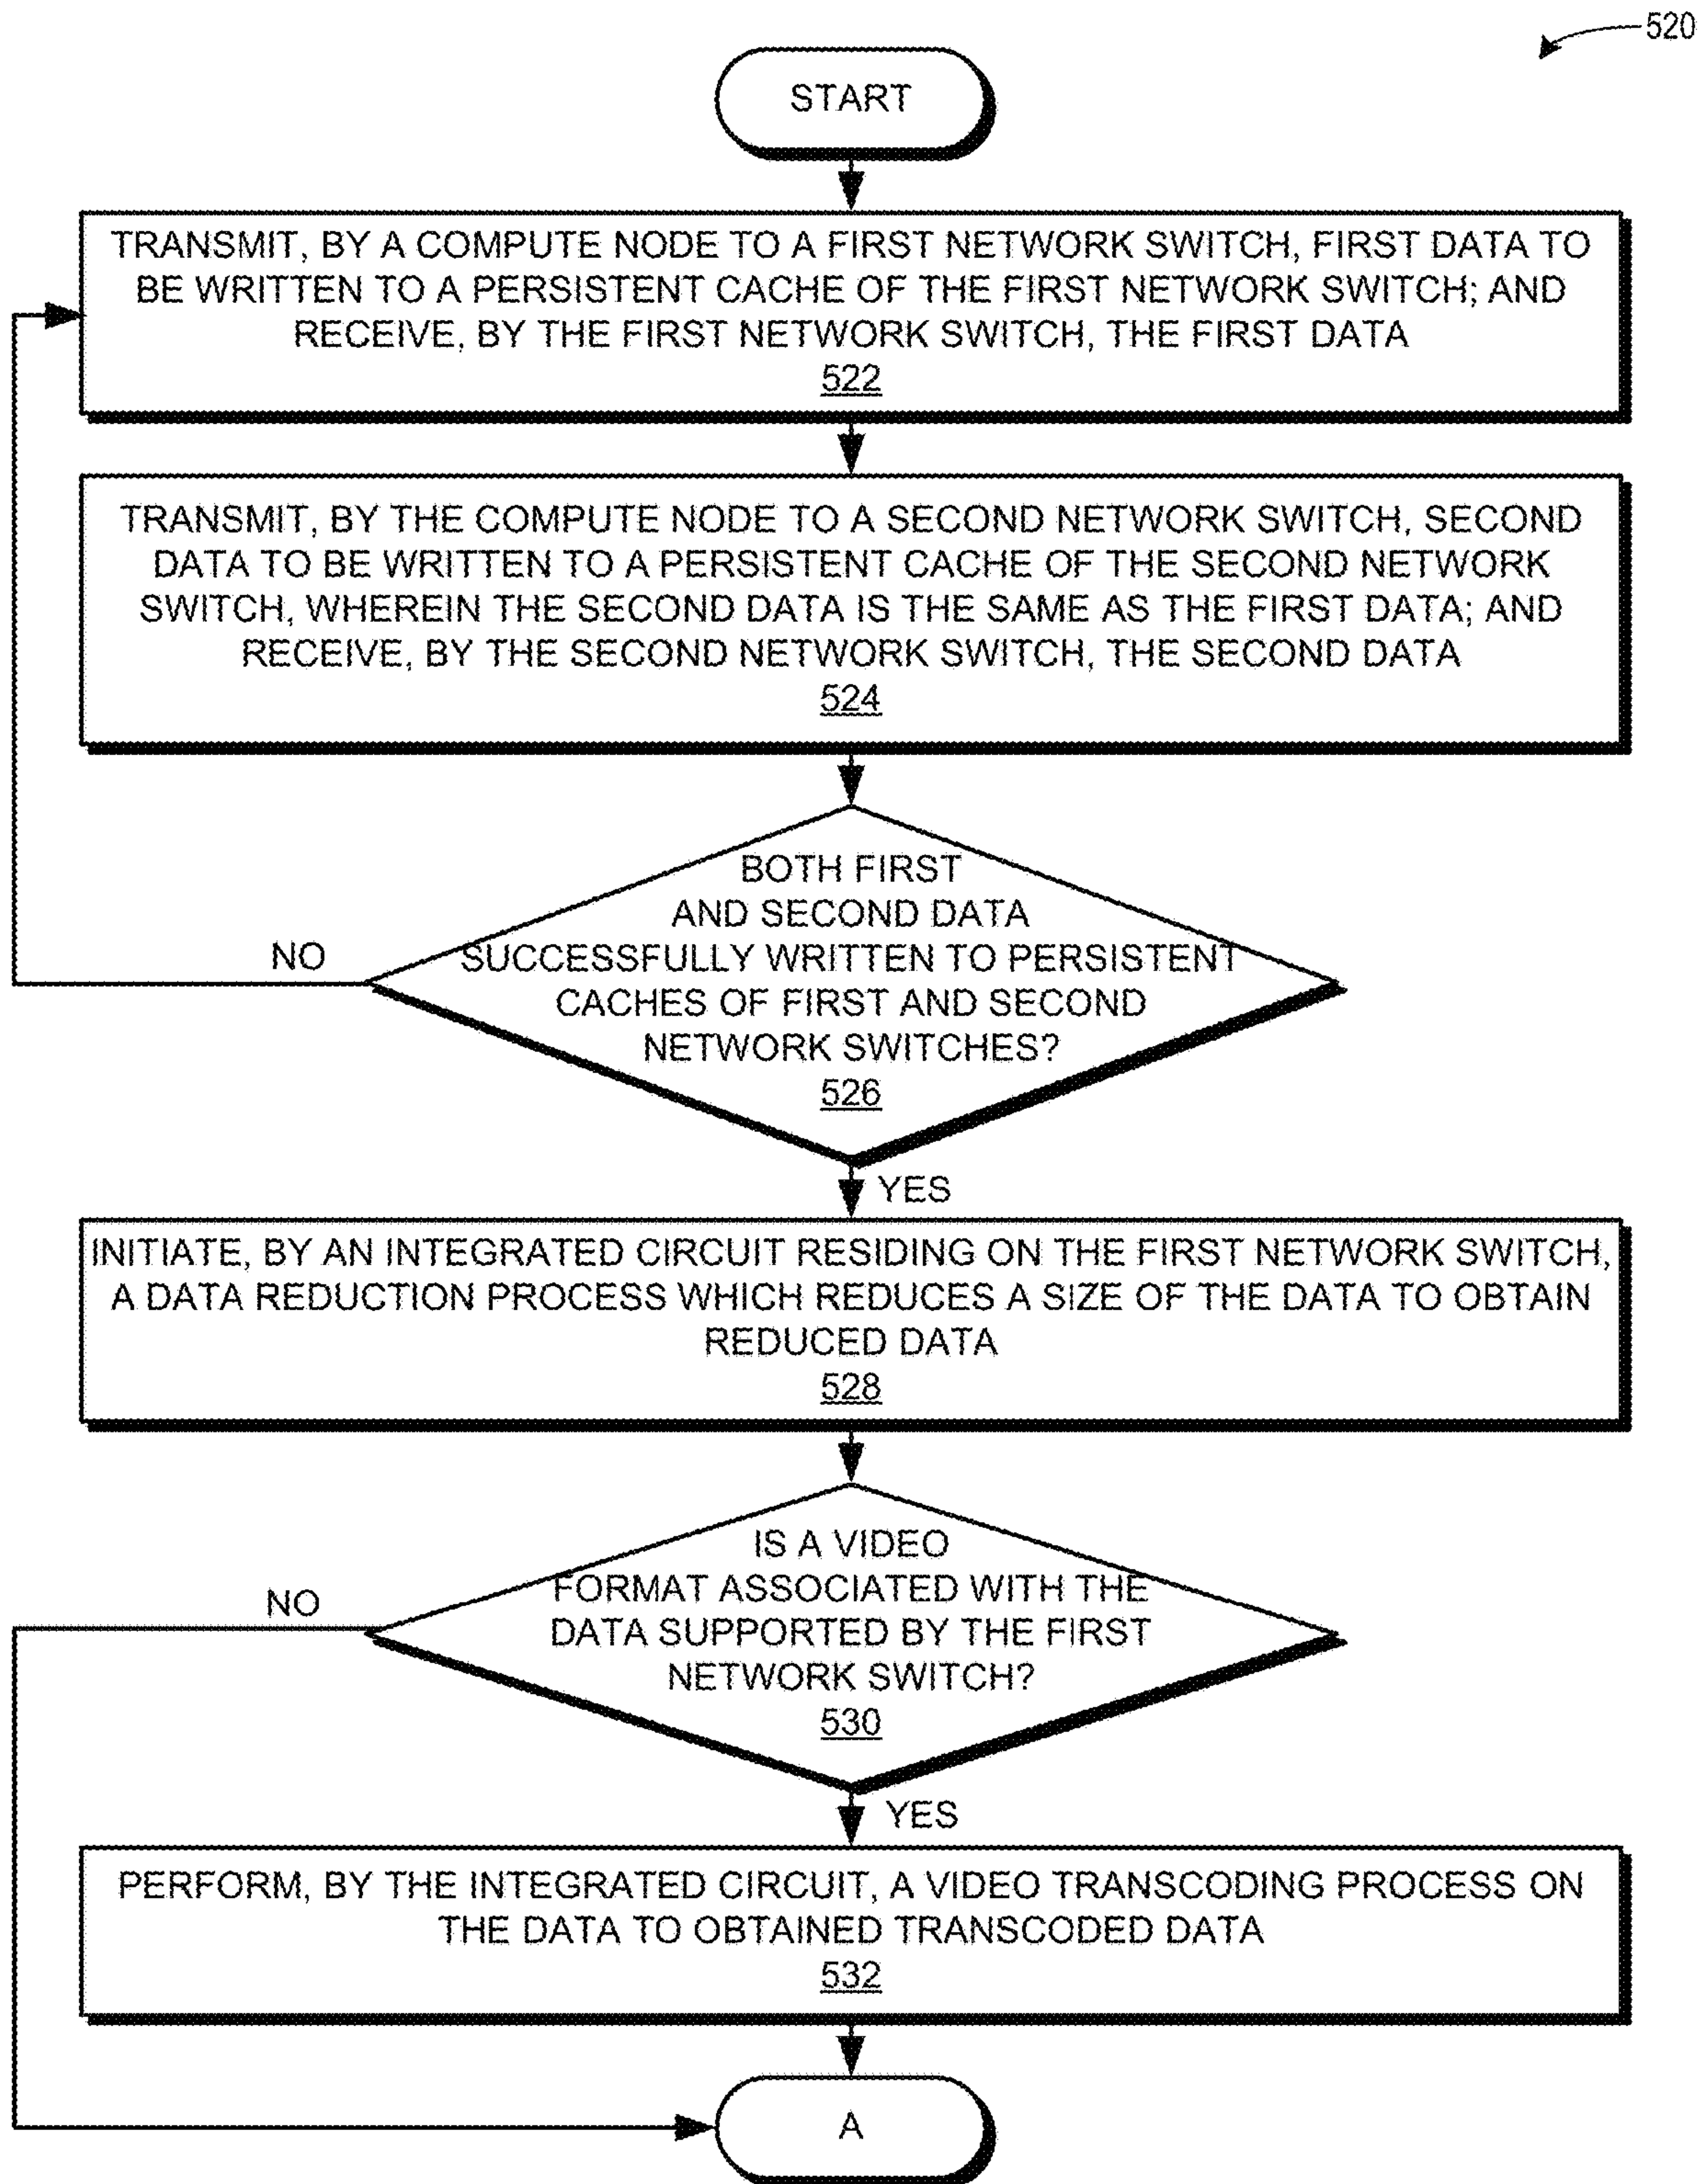 520
START
TRANSMIT, BY A COMPUTE NODE TO A FIRST NETWORK SWITCH, FIRST DATA TO
BE WRITTEN TO A PERSISTENT CACHE OF THE FIRST NETWORK SWITCH; AND
RECEIVE, BY THE FIRST NETWORK SWITCH, THE FIRST DATA
522
TRANSMIT, BY THE COMPUTE NODE TO A SECOND NETWORK SWITCH, SECOND
DATA TO BE WRITTEN TO A PERSISTENT CACHE OF THE SECOND NETWORK
SWITCH, WHEREIN THE SECOND DATA IS THE SAME AS THE FIRST DATA; AND
RECEIVE, BY THE SECOND NETWORK SWITCH, THE SECOND DATA
524
BOTH FIRST
AND SECOND DATA
SUCCESSFULLY WRITTEN TO PERSISTENT
CACHES OF FIRST AND SECOND
NETWORK SWITCHES?
526
NO
YES
INITIATE, BY AN INTEGRATED CIRCUIT RESIDING ON THE FIRST NETWORK SWITCH,
A DATA REDUCTION PROCESS WHICH REDUCES A SIZE OF THE DATA TO OBTAIN
REDUCED DATA
528
IS A VIDEO
FORMAT ASSOCIATED WITH THE
DATA SUPPORTED BY THE FIRST
NETWORK SWITCH?
530
NO
YES
PERFORM, BY THE INTEGRATED CIRCUIT, A VIDEO TRANSCODING PROCESS ON
THE DATA TO OBTAINED TRANSCODED DATA
532
A